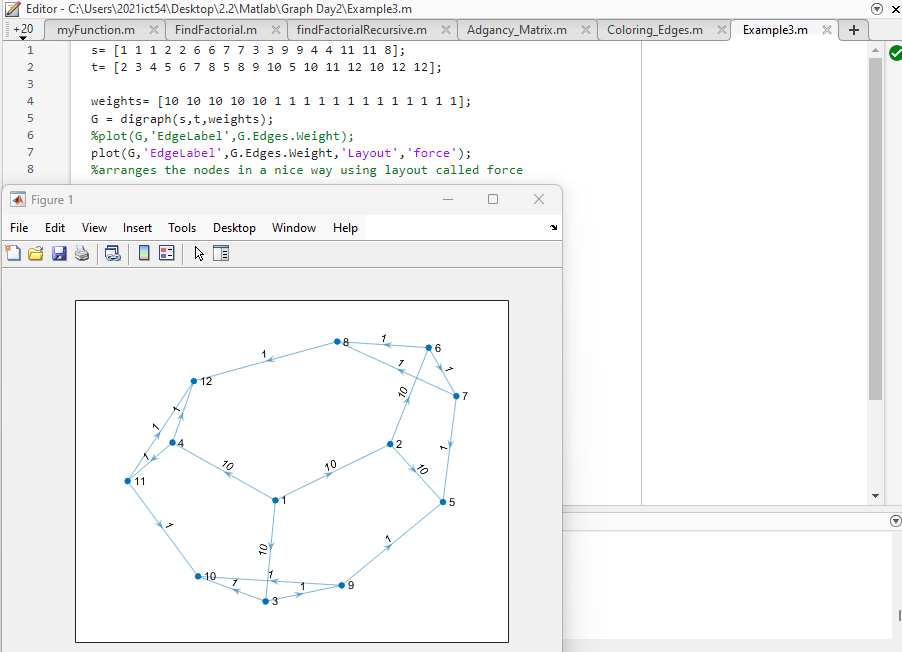 Editor - C:\Users\2021ict54\Desktop\2.2\Matlab\Graph Day2\Example3.m
+20 myFunction.m FindFactorial.m findFactorialRecursive.m Adgancy_Matrix.m Coloring_Edges.m Example3.m
1 s= [1 1 1 2 2 6 6 7 7 3 3 9 9 4 4 11 11 8];
2 t= [2 3 4 5 6 7 8 5 8 9 10 5 10 11 12 10 12 12];
3
4 weights= [10 10 10 10 10 1 1 1 1 1 1 1 1 1 1 1 1 1];
5 G = digraph(s,t,weights);
6 %plot(G,'EdgeLabel',G.Edges.Weight);
7 plot(G,'EdgeLabel',G.Edges.Weight,'Layout','force');
8 %arranges the nodes in a nice way using layout called force
Figure 1
File Edit View Insert Tools Desktop Window Help
8 1 6
1 1 1
12 10 7
1 1
4 2 1
1 10 10 10
11 1 5
1 10 1
10 1 1 1 9
3